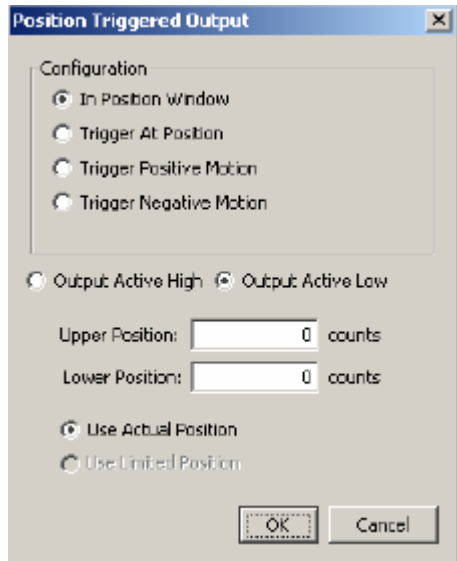 Position Triggered Output
Configuration
In Position Window
Trigger At Position
Trigger Positive Motion
Trigger Negative Motion
Output Active High Output Active Low
Upper Position: 0 counts
Lower Position: 0 counts
Use Actual Position
Use Limited Position
OK Cancel